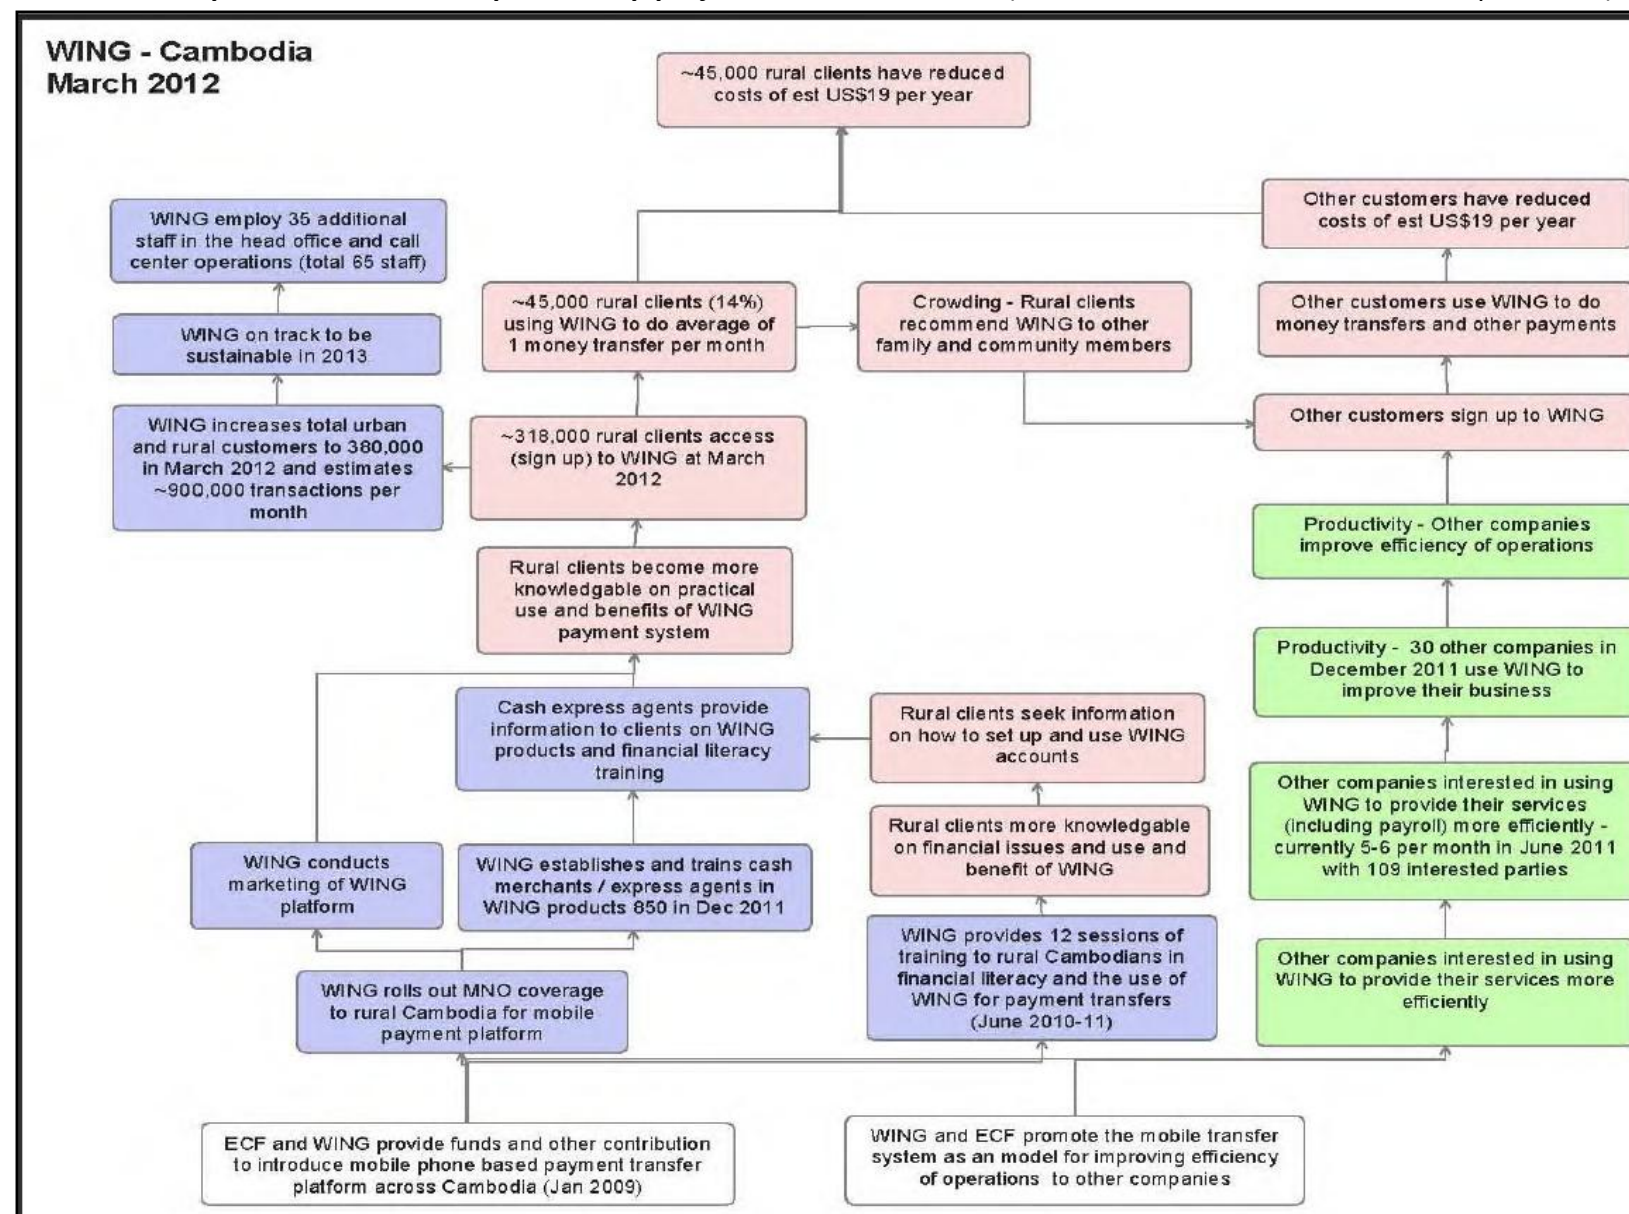 WING - Cambodia
March 2012
~45,000 rural clients have reduced
costs of est US$19 per year
WING employ 35 additional
staff in the head office and call
center operations (total 65 staff)
Other customers have reduced
costs of est US$19 per year
WING on track to be
sustainable in 2013
~45,000 rural clients (14%)
using WING to do average of
1 money transfer per month
Crowding - Rural clients
recommend WING to other
family and community members
Other customers use WING to do
money transfers and other payments
WING increases total urban
and rural customers to 380,000
in March 2012 and estimates
~900,000 transactions per
month
~318,000 rural clients access
(sign up) to WING at March
2012
Other customers sign up to WING
Productivity - Other companies
improve efficiency of operations
Rural clients become more
knowledgable on practical
use and benefits of WING
payment system
Productivity - 30 other companies in
December 2011 use WING to
improve their business
Cash express agents provide
information to clients on WING
products and financial literacy
training
Rural clients seek information
on how to set up and use WING
accounts
Other companies interested in using
WING to provide their services
(including payroll) more efficiently -
currently 5-6 per month in June 2011
with 109 interested parties
WING conducts
marketing of WING
platform
WING establishes and trains cash
merchants / express agents in
WING products 850 in Dec 2011
Rural clients more knowledgable
on financial issues and use and
benefit of WING
WING provides 12 sessions of
training to rural Cambodians in
financial literacy and the use of
WING for payment transfers
(June 2010-11)
Other companies interested in using
WING to provide their services more
efficiently
WING rolls out MNO coverage
to rural Cambodia for mobile
payment platform
ECF and WING provide funds and other contribution
to introduce mobile phone based payment transfer
platform across Cambodia (Jan 2009)
WING and ECF promote the mobile transfer
system as an model for improving efficiency
of operations to other companies